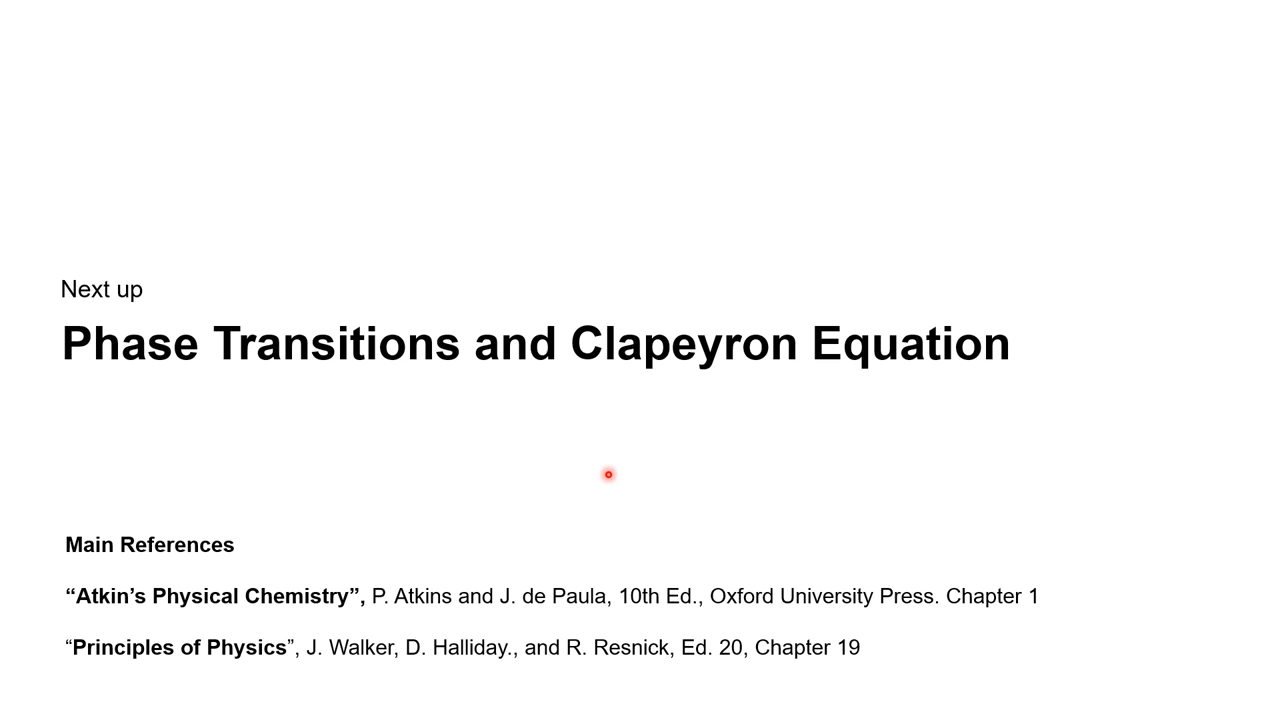 Next up
Phase Transitions and Clapeyron Equation
Main References
“Atkin’s Physical Chemistry”, P. Atkins and J. de Paula, 10th Ed., Oxford University Press. Chapter 1
“Principles of Physics”, J. Walker, D. Halliday., and R. Resnick, Ed. 20, Chapter 19